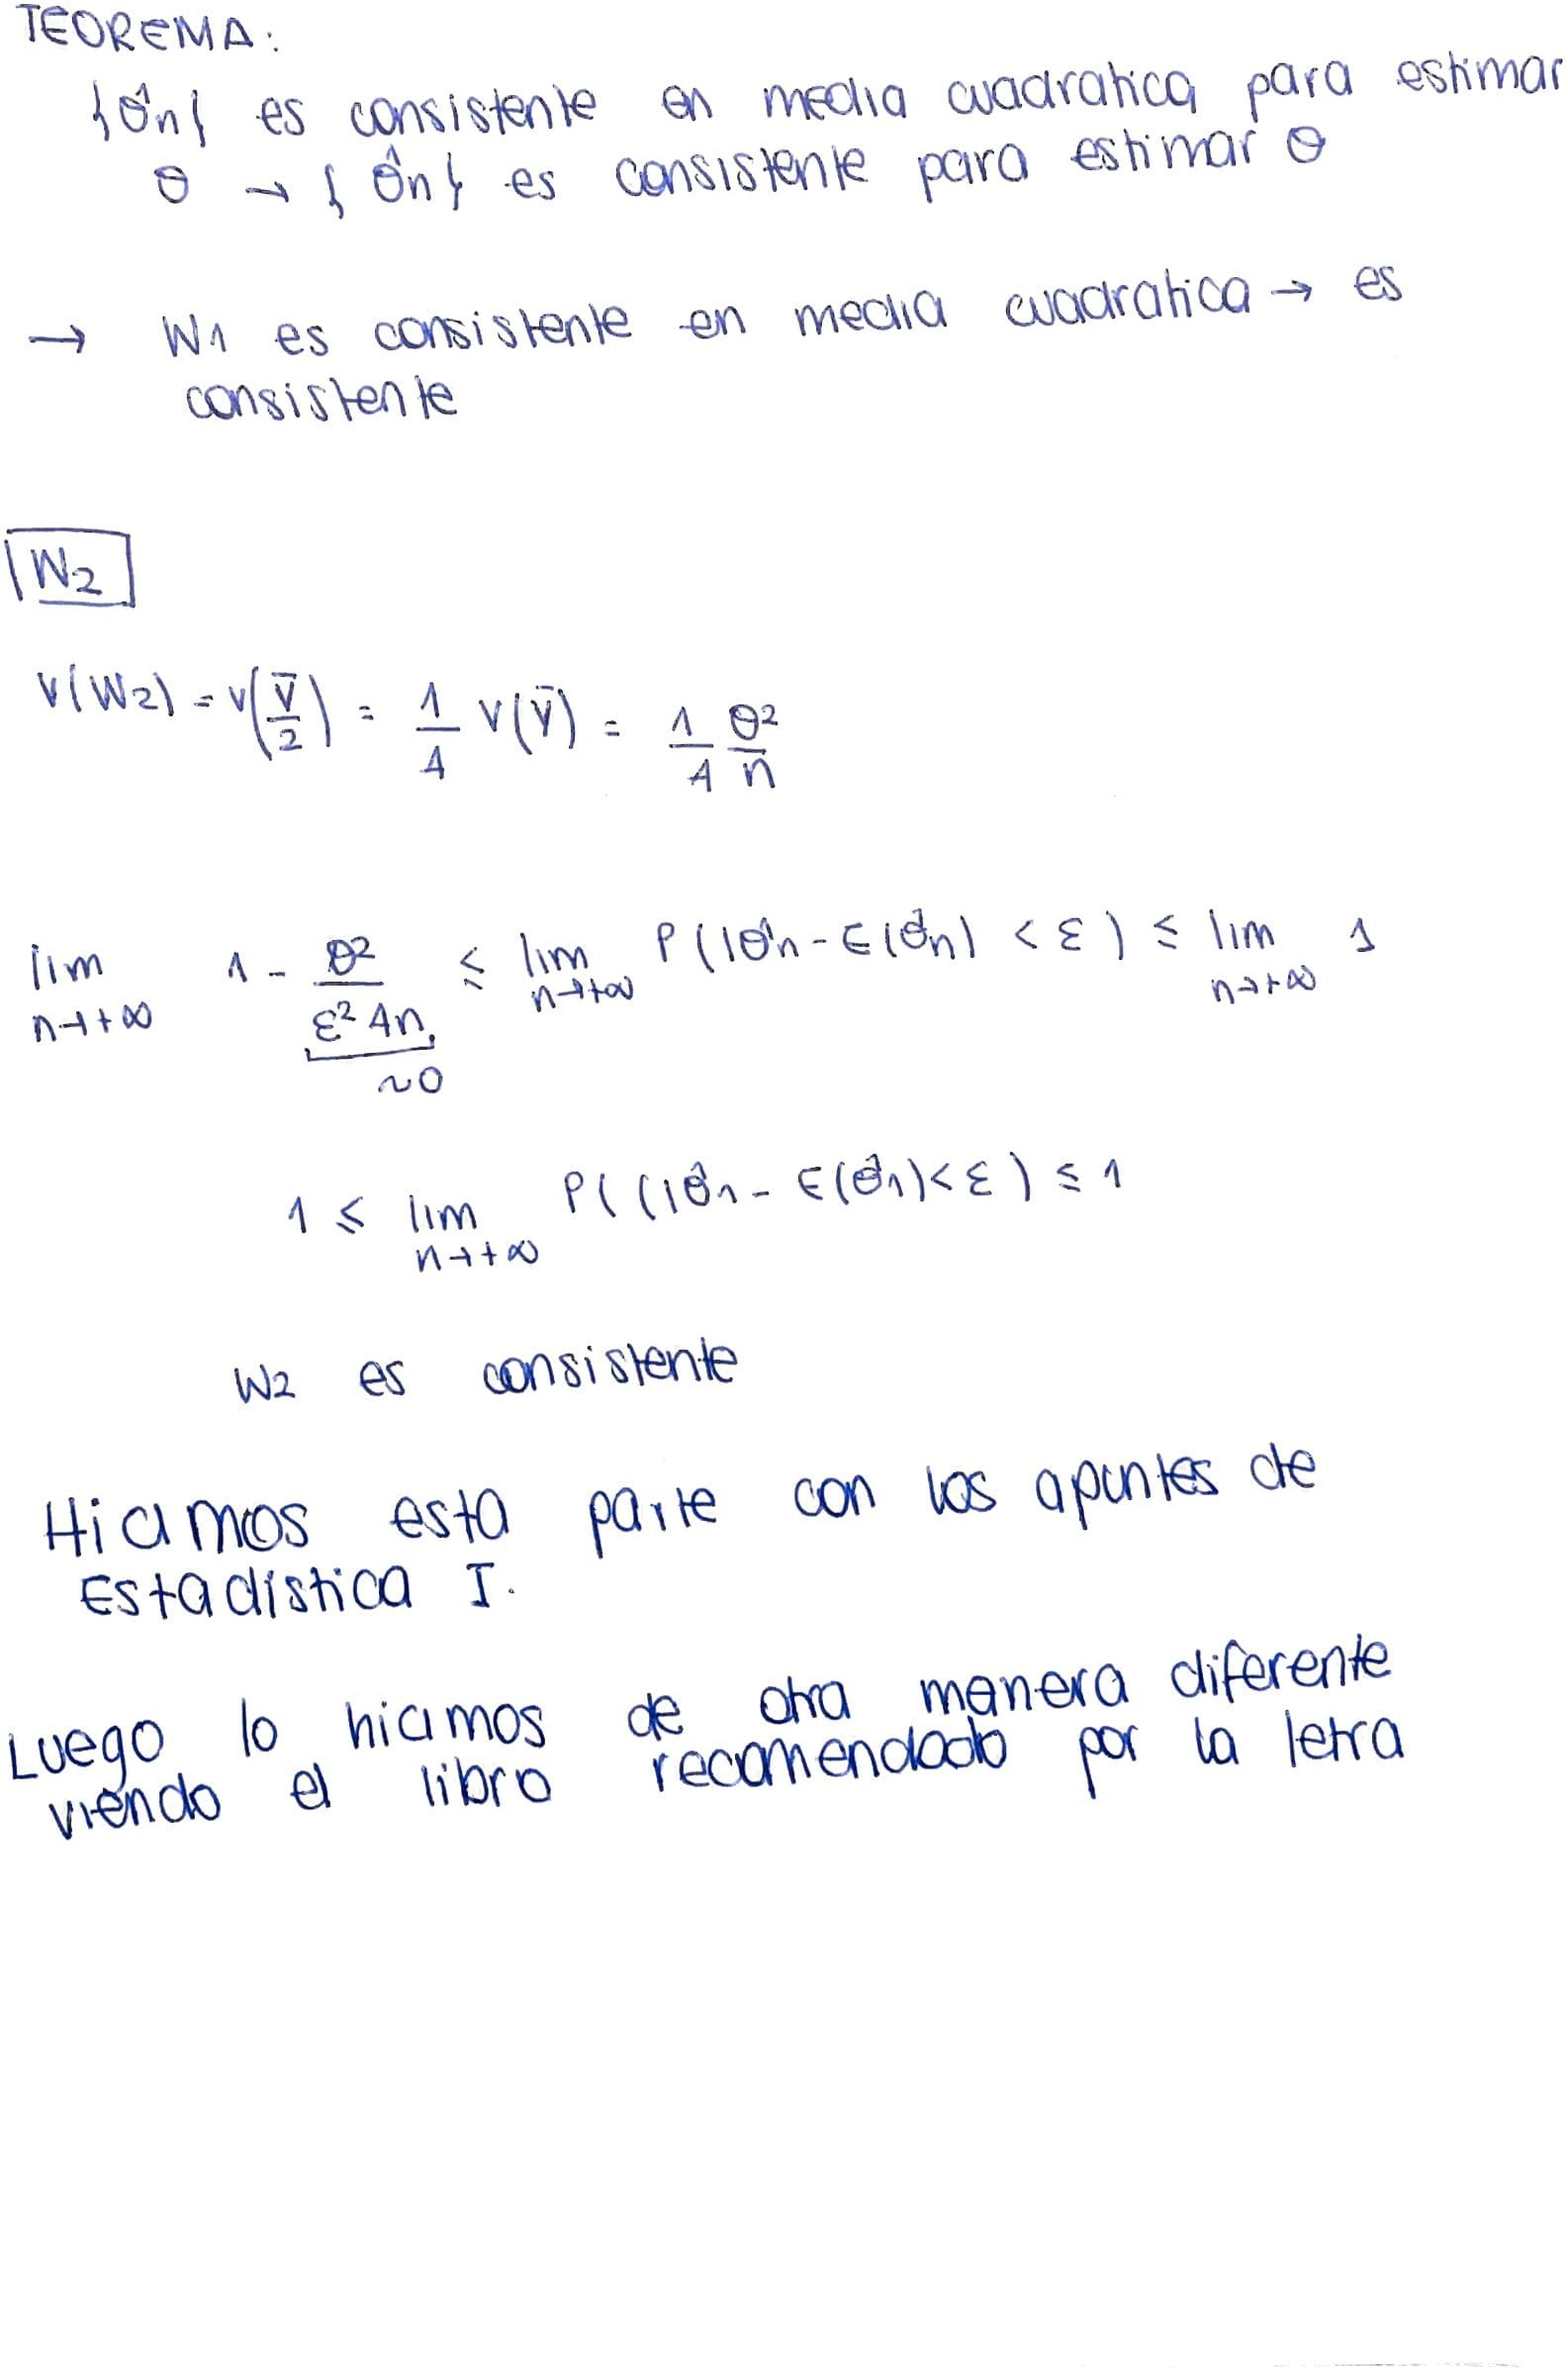 TEOREMA:
{θ̂n} es consistente en media cuadratica para estimar
θ → {θ̂n} es consistente para estimar θ
→ W1 es consistente en media cuadratica → es
consistente
W2
V(W2) = V(V̄/2) = 1/4 V(V̄) = 1/4 θ²/n
lim n→+∞ 1 - θ²/(ε² 4n) ≤ lim n→+∞ P(|θ̂n - E(θ̂n) < ε) ≤ lim n→+∞ 1
~0
1 ≤ lim n→+∞ P((|θ̂n - E(θ̂n) < ε) ≤ 1
W2 es consistente
Hicimos esta parte con los apuntes de
Estadística I.
Luego lo hicimos de otra manera diferente
viendo el libro recomendado por la letra